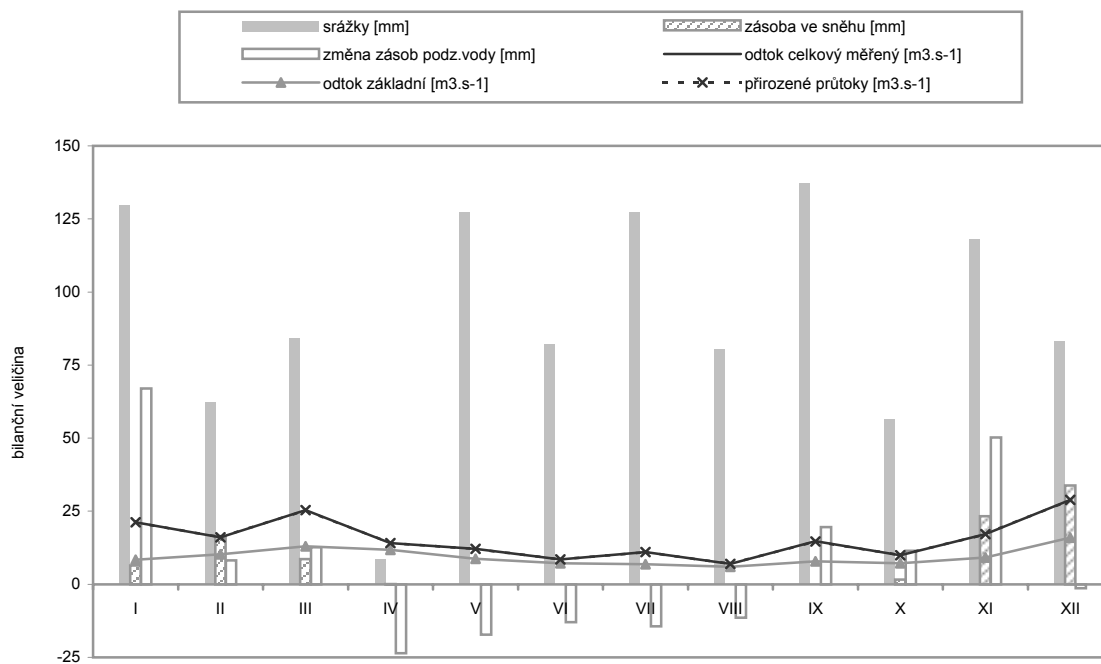 srážky [mm] zásoba ve sněhu [mm]
změna zásob podz.vody [mm] odtok celkový měřený [m3.s-1]
odtok základní [m3.s-1] přirozené průtoky [m3.s-1]
150
125
100
75
50
25
0
-25
bilanční veličina
I II III IV V VI VII VIII IX X XI XII